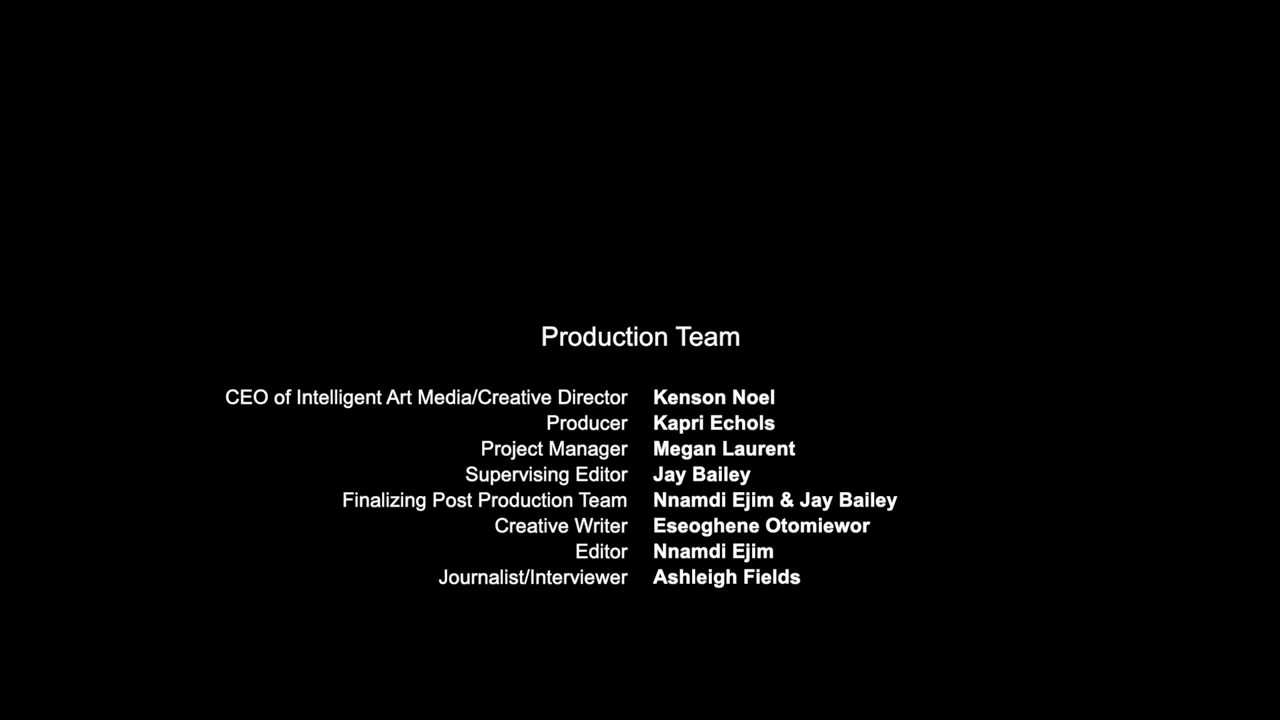 Production Team
CEO of Intelligent Art Media/Creative Director Kenson Noel
Producer Kapri Echols
Project Manager Megan Laurent
Supervising Editor Jay Bailey
Finalizing Post Production Team Nnamdi Ejim & Jay Bailey
Creative Writer Eseoghene Otomiewor
Editor Nnamdi Ejim
Journalist/Interviewer Ashleigh Fields